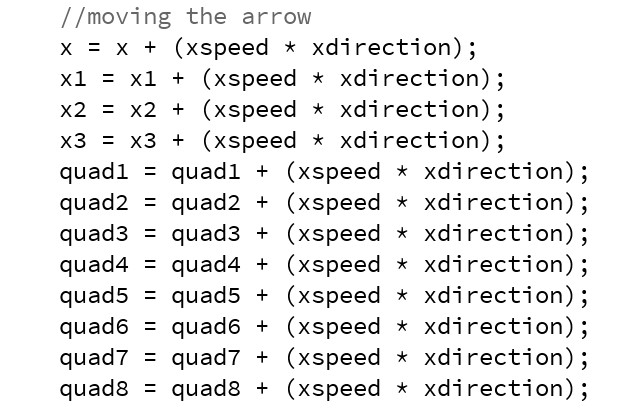 //moving the arrow
x = x + (xspeed * xdirection);
x1 = x1 + (xspeed * xdirection);
x2 = x2 + (xspeed * xdirection);
x3 = x3 + (xspeed * xdirection);
quad1 = quad1 + (xspeed * xdirection);
quad2 = quad2 + (xspeed * xdirection);
quad3 = quad3 + (xspeed * xdirection);
quad4 = quad4 + (xspeed * xdirection);
quad5 = quad5 + (xspeed * xdirection);
quad6 = quad6 + (xspeed * xdirection);
quad7 = quad7 + (xspeed * xdirection);
quad8 = quad8 + (xspeed * xdirection);